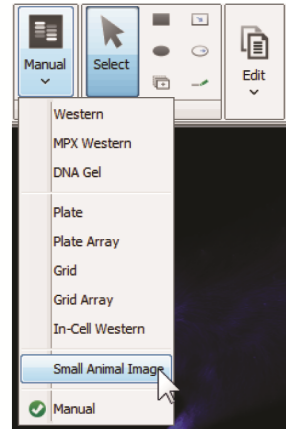 Manual
Select
Edit
Western
MPX Western
DNA Gel
Plate
Plate Array
Grid
Grid Array
In-Cell Western
Small Animal Image
Manual